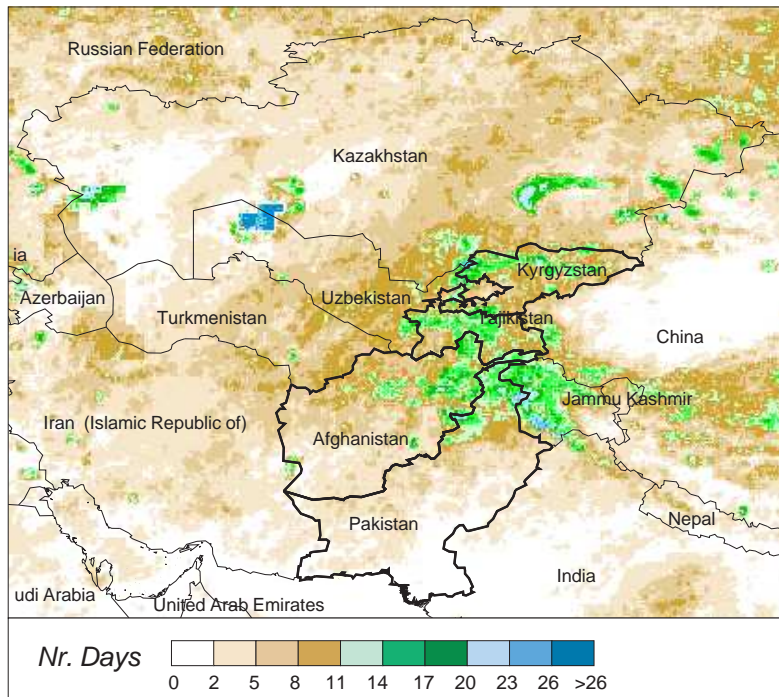 Russian Federation
Kazakhstan
ia
Kyrgyzstan
Azerbaijan
Uzbekistan
Turkmenistan
Tajikistan
China
Jammu Kashmir
Iran (Islamic Republic of)
Afghanistan
Pakistan
Nepal
India
udi Arabia
United Arab Emirates
Nr. Days
0 2 5 8 11 14 17 20 23 26 >26